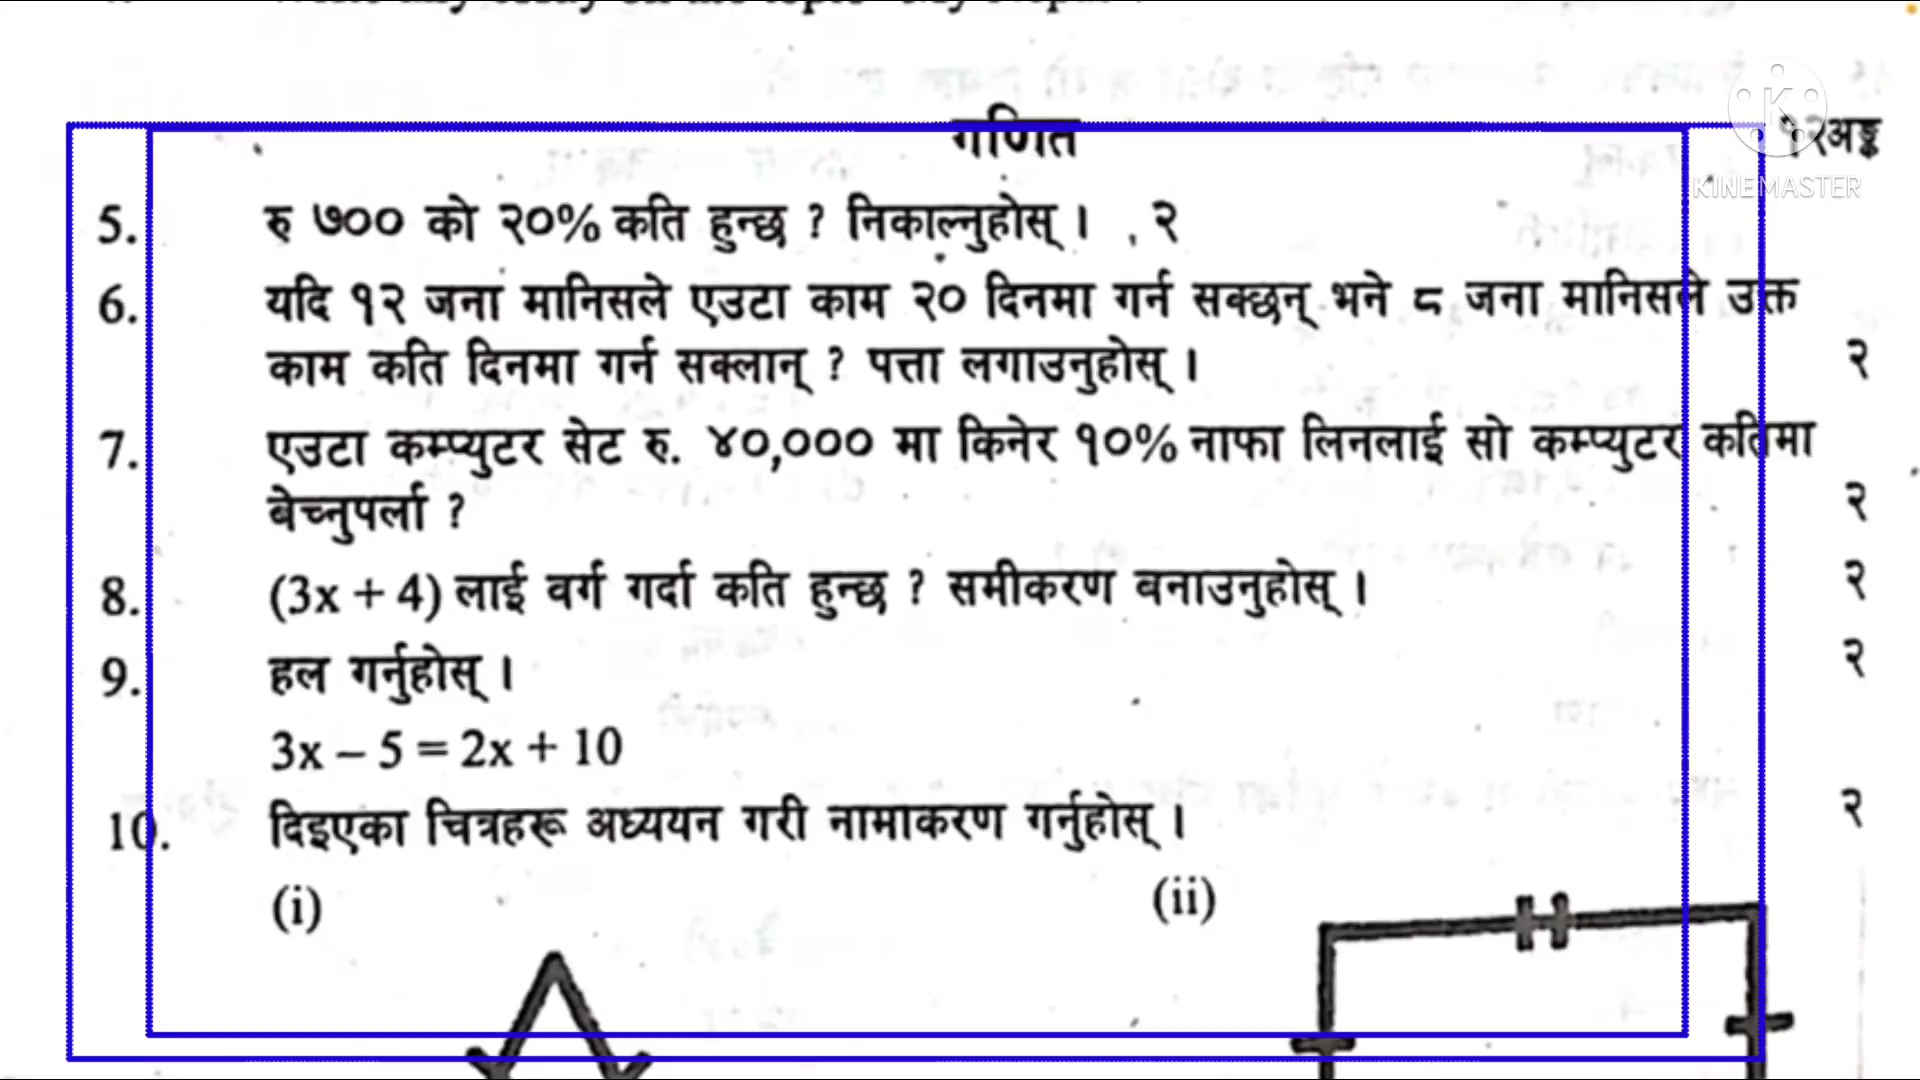 गणित
१२अङ्क
KINEMASTER
5. रु ७०० को २०% कति हुन्छ ? निकाल्नुहोस् । २
6. यदि १२ जना मानिसले एउटा काम २० दिनमा गर्न सक्छन् भने ८ जना मानिसले उक्त
काम कति दिनमा गर्न सक्लान् ? पत्ता लगाउनुहोस् । २
7. एउटा कम्प्युटर सेट रु. ४०,००० मा किनेर १०% नाफा लिनलाई सो कम्प्युटर कतिमा
बेच्नुपर्ला ? २
8. (3x + 4) लाई वर्ग गर्दा कति हुन्छ ? समीकरण बनाउनुहोस् । २
9. हल गर्नुहोस् । २
3x – 5 = 2x + 10
10. दिइएका चित्रहरू अध्ययन गरी नामाकरण गर्नुहोस् । २
(i) (ii)